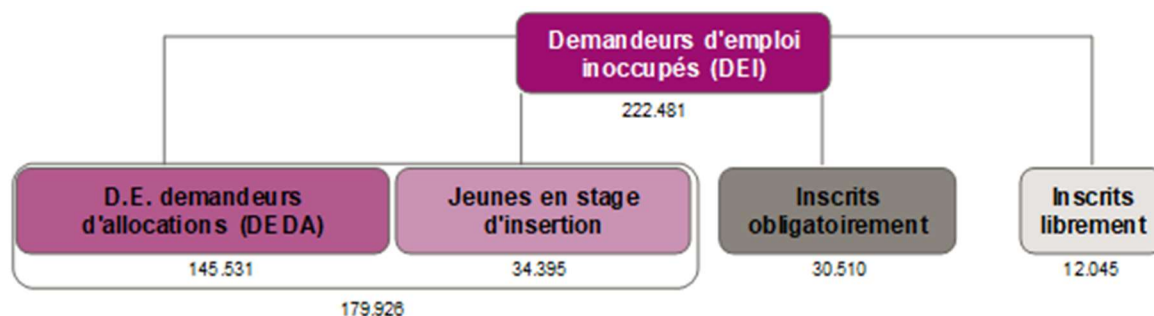 Demandeurs d'emploi
inoccupés (DEI)
222.481
D.E. demandeurs
d'allocations (DEDA)
Jeunes en stage
d'insertion
Inscrits
obligatoirement
Inscrits
librement
145.531
34.395
30.510
12.045
179.926